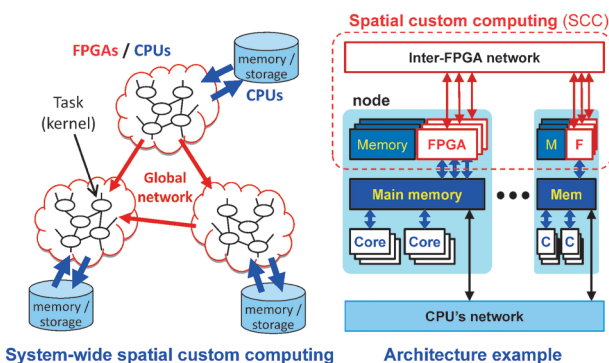 FPGAs / CPUs
memory /
storage
CPUs
Task
(kernel)
Global
network
memory /
storage
memory /
storage
System-wide spatial custom computing
Spatial custom computing (SCC)
Inter-FPGA network
node
Memory
FPGA
M
F
Main memory
Mem
Core
Core
C
C
CPU's network
Architecture example